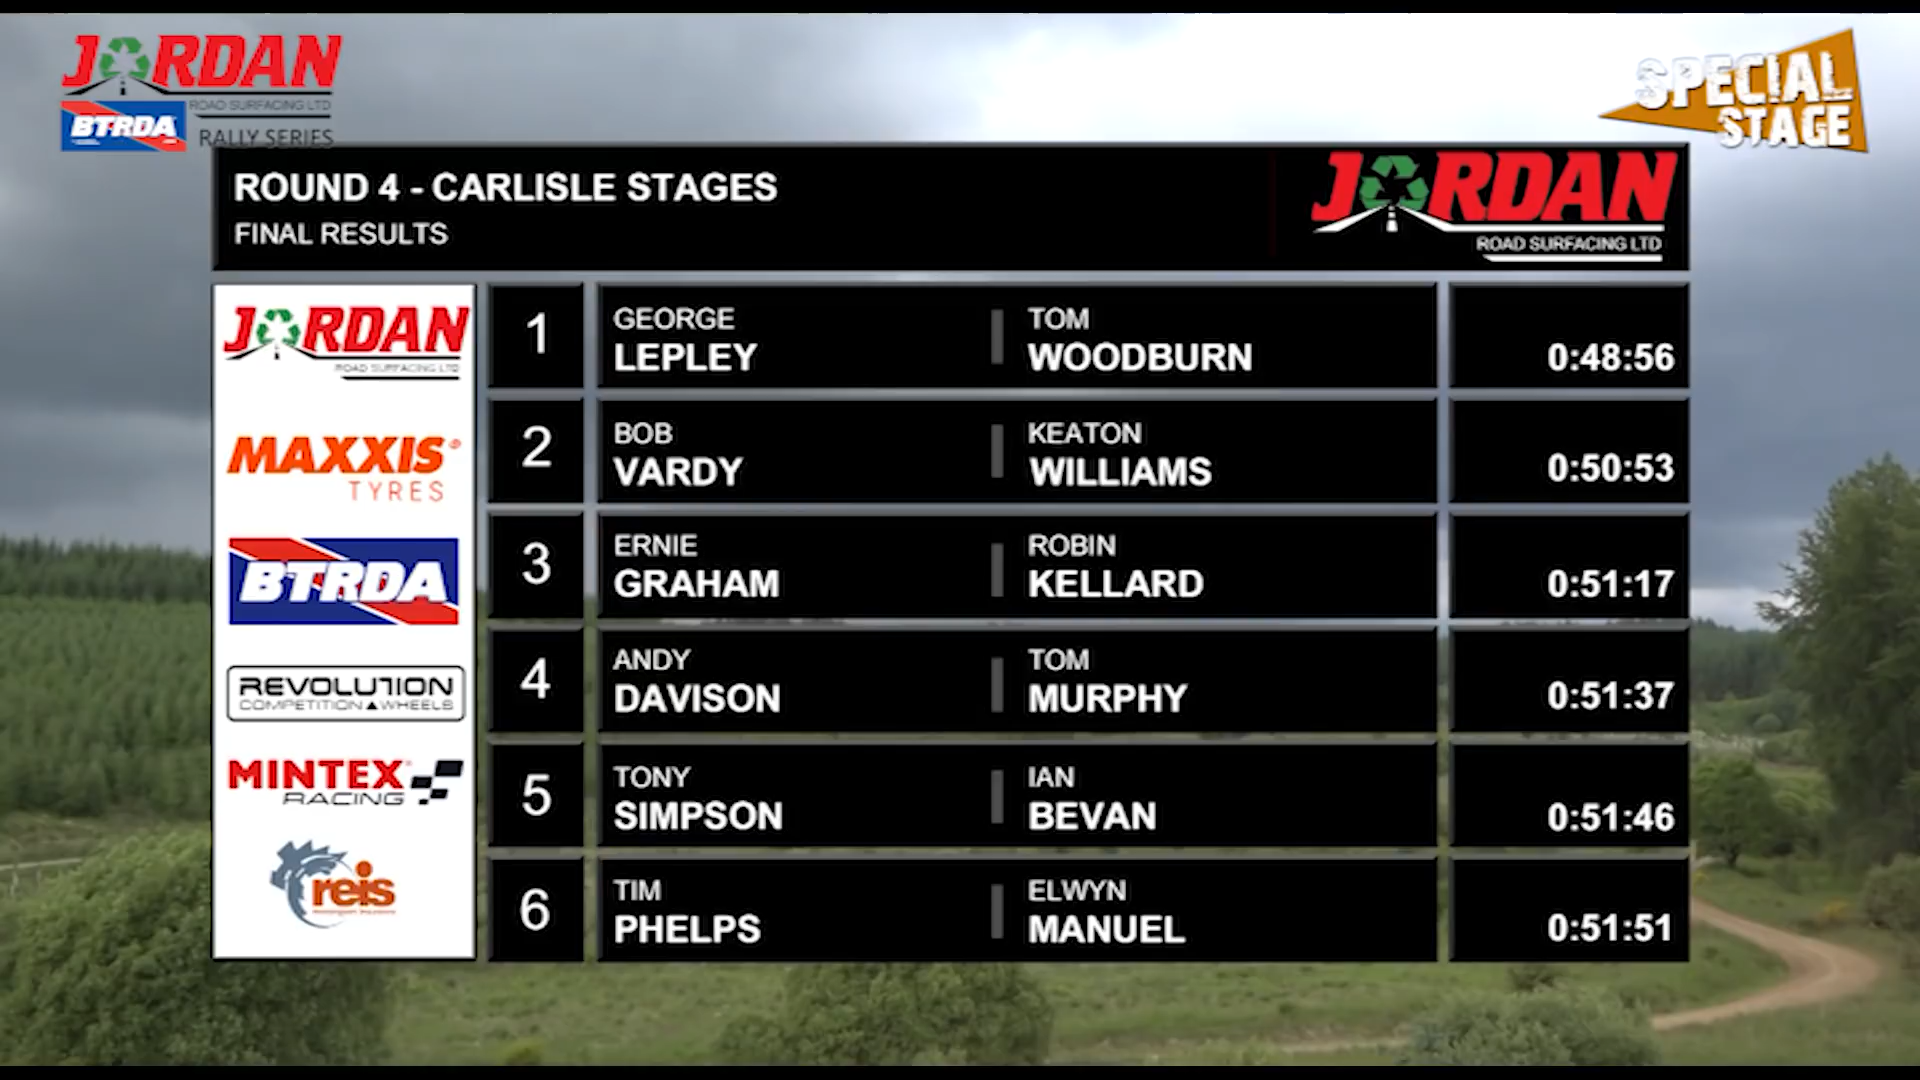 JORDAN
ROAD SURFACING LTD
BTRDA
RALLY SERIES
SPECIAL
STAGE
ROUND 4 - CARLISLE STAGES
FINAL RESULTS
JORDAN
ROAD SURFACING LTD
JORDAN
ROAD SURFACING LTD
MAXXIS
TYRES
BTRDA
REVOLUTION
COMPETITION WHEELS
MINTEX
RACING
reis
1 GEORGE LEPLEY TOM WOODBURN 0:48:56
2 BOB VARDY KEATON WILLIAMS 0:50:53
3 ERNIE GRAHAM ROBIN KELLARD 0:51:17
4 ANDY DAVISON TOM MURPHY 0:51:37
5 TONY SIMPSON IAN BEVAN 0:51:46
6 TIM PHELPS ELWYN MANUEL 0:51:51